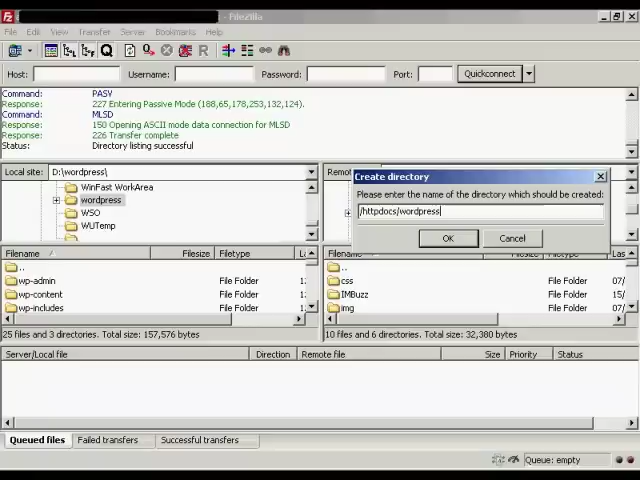 - FileZilla
File Edit View Transfer Server Bookmarks Help
Host: Username: Password: Port: Quickconnect
Command: PASV
Response: 227 Entering Passive Mode (188,65,178,253,132,124).
Command: MLSD
Response: 150 Opening ASCII mode data connection for MLSD
Response: 226 Transfer complete
Status: Directory listing successful
Local site: D:\wordpress\
WinFast WorkArea
wordpress
WSO
WUTemp
Remo
Create directory
Please enter the name of the directory which should be created:
/httpdocs/wordpress
OK Cancel
Filename Filesize Filetype
..
wp-admin File Folder
wp-content File Folder
wp-includes File Folder
25 files and 3 directories. Total size: 157,576 bytes
Filename Filesize Filetype
..
css File Folder 07/
IMBuzz File Folder 15/
img File Folder 07/
10 files and 6 directories. Total size: 32,380 bytes
Server/Local file Direction Remote file Size Priority Status
Queued files Failed transfers Successful transfers
Queue: empty